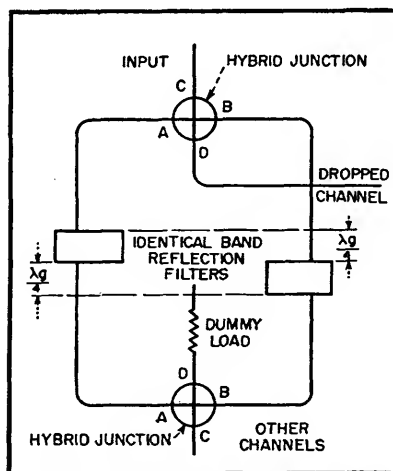 INPUT
HYBRID JUNCTION
C
A
B
D
DROPPED
CHANNEL
IDENTICAL BAND
REFLECTION
FILTERS
λg
4
λg
4
DUMMY
LOAD
D
A
B
C
HYBRID JUNCTION
OTHER
CHANNELS